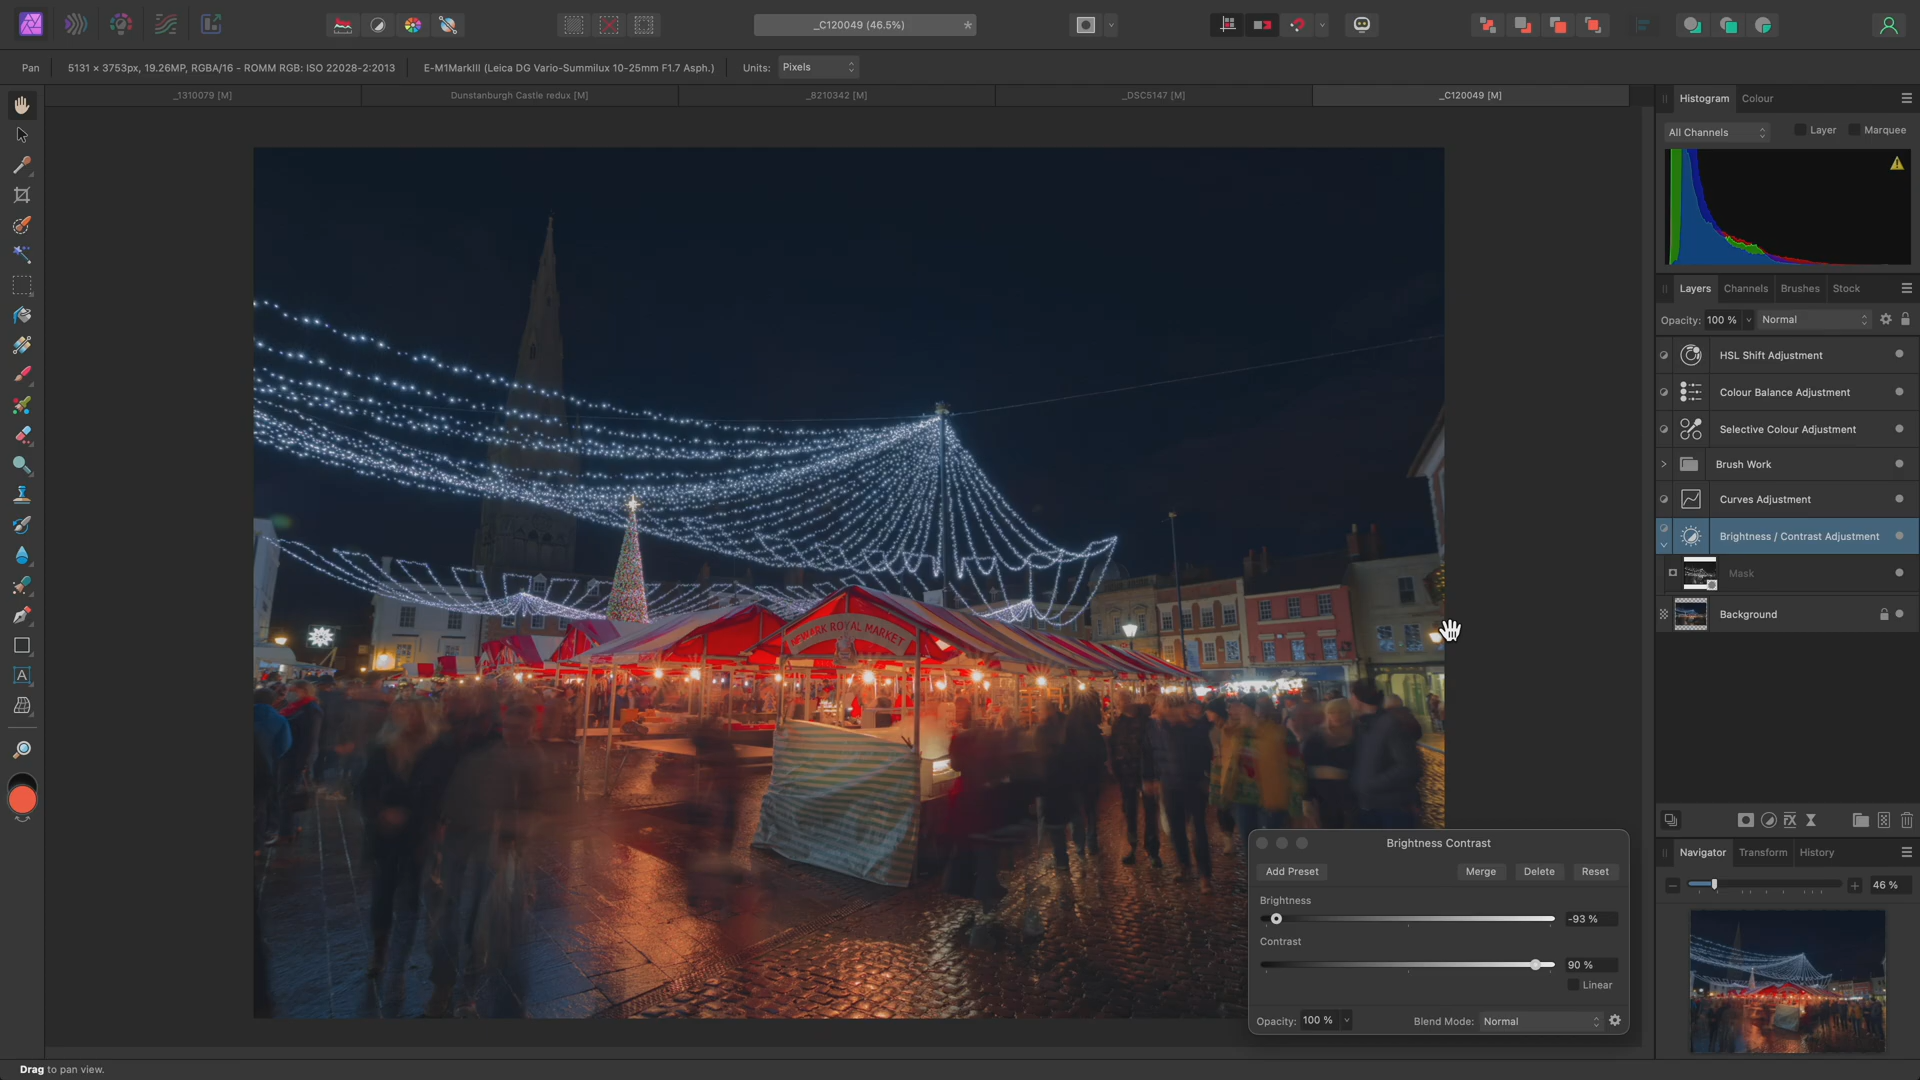 _C120049 (46.5%)
*
Pan
5131 × 3753px, 19.26MP, RGBA/16 - ROMM RGB: ISO 22028-2:2013
E-M1MarkIII (Leica DG Vario-Summilux 10-25mm F1.7 Asph.)
Units: Pixels
_1310079 [M]
Dunstanburgh Castle redux [M]
_8210342 [M]
_DSC5147 [M]
_C120049 [M]
Histogram
Colour
All Channels
Layer
Marquee
Layers
Channels
Brushes
Stock
Opacity: 100 %
Normal
HSL Shift Adjustment
Colour Balance Adjustment
Selective Colour Adjustment
Brush Work
Curves Adjustment
Brightness / Contrast Adjustment
Mask
Background
NEWARK ROYAL MARKET
A
fx
Brightness Contrast
Add Preset
Merge
Delete
Reset
Brightness
-93 %
Contrast
90 %
Linear
Opacity: 100 %
Blend Mode: Normal
Navigator
Transform
History
46 %
Drag to pan view.